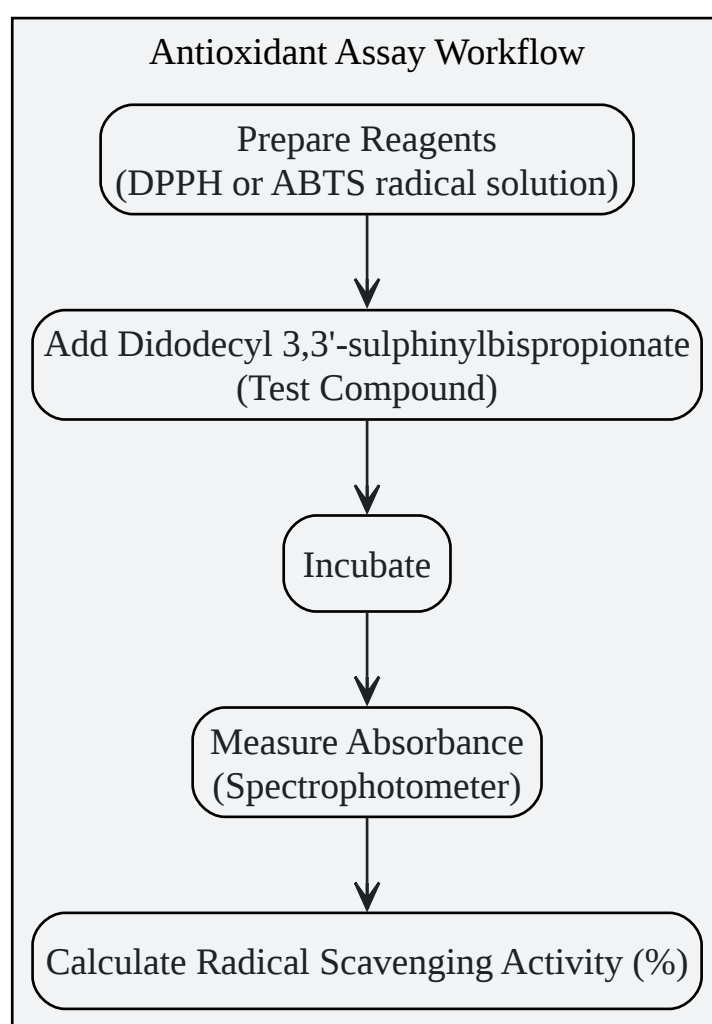 Antioxidant Assay Workflow
Prepare Reagents
(DPPH or ABTS radical solution)
Add Didodecyl 3,3'-sulphinylbispropionate
(Test Compound)
Incubate
Measure Absorbance
(Spectrophotometer)
Calculate Radical Scavenging Activity (%)